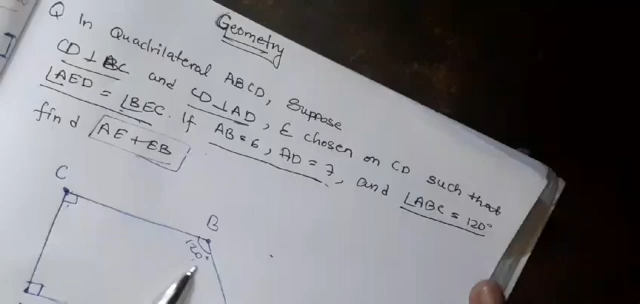 Geometry
Q In Quadrilateral ABCD, Suppose
CD⊥BC and CD⊥AD, E chosen on CD such that
∠AED = ∠BEC. If AB=6, AD=7, and ∠ABC=120°
find AE+EB
C
B
120°